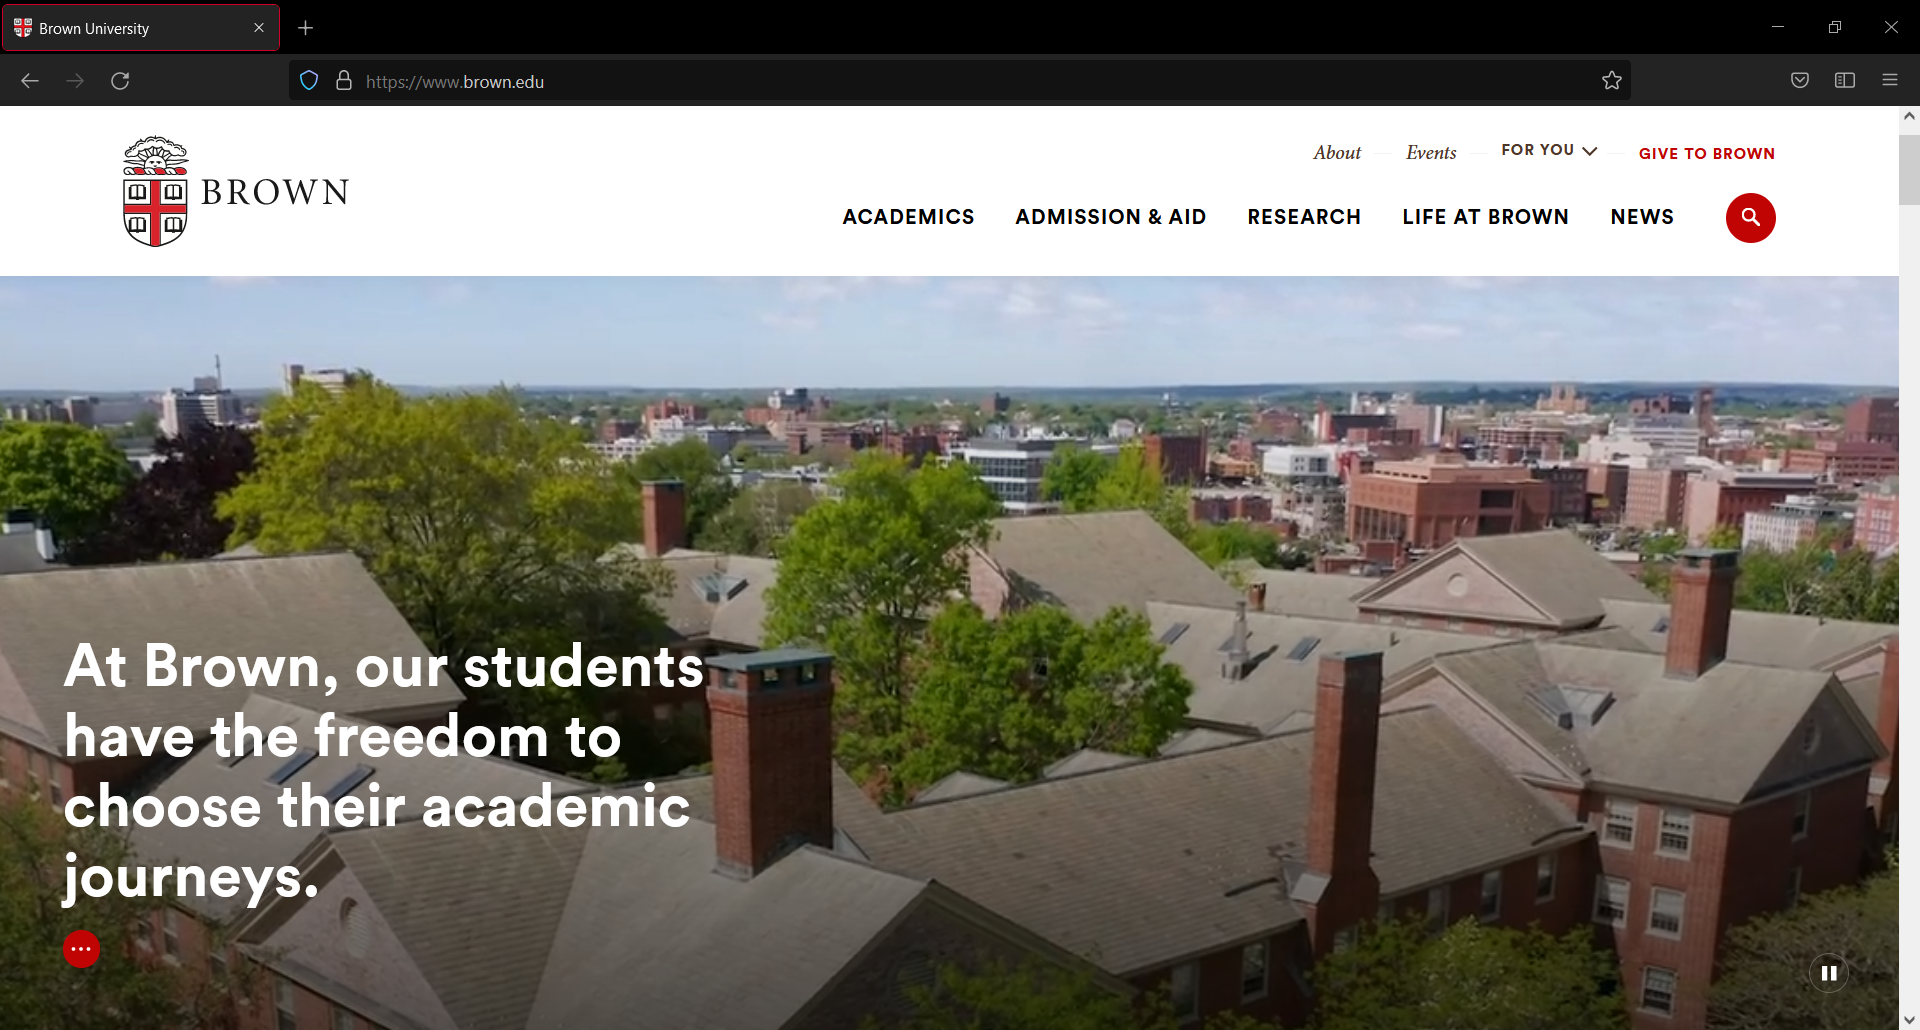 Brown University
https://www.brown.edu
BROWN
About
Events
FOR YOU
GIVE TO BROWN
ACADEMICS
ADMISSION & AID
RESEARCH
LIFE AT BROWN
NEWS
At Brown, our students
have the freedom to
choose their academic
journeys.